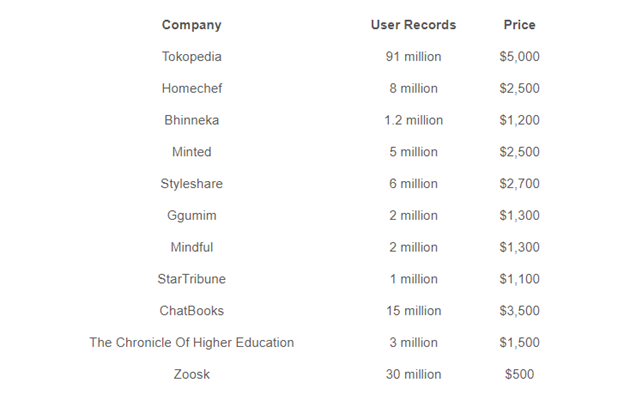 Company User Records Price
Tokopedia 91 million $5,000
Homechef 8 million $2,500
Bhinneka 1.2 million $1,200
Minted 5 million $2,500
Styleshare 6 million $2,700
Ggumim 2 million $1,300
Mindful 2 million $1,300
StarTribune 1 million $1,100
ChatBooks 15 million $3,500
The Chronicle Of Higher Education 3 million $1,500
Zoosk 30 million $500